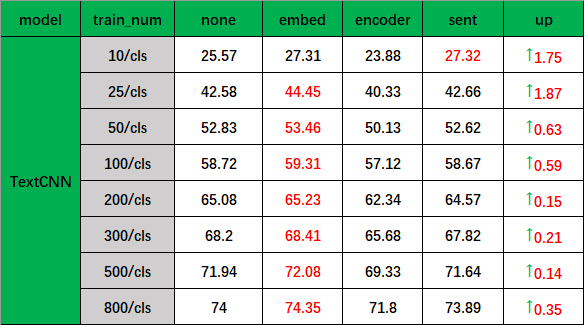 model train_num none embed encoder sent up
10/cls 25.57 27.31 23.88 27.32 ↑1.75
25/cls 42.58 44.45 40.33 42.66 ↑1.87
50/cls 52.83 53.46 50.13 52.62 ↑0.63
100/cls 58.72 59.31 57.12 58.67 ↑0.59
TextCNN
200/cls 65.08 65.23 62.34 64.57 ↑0.15
300/cls 68.2 68.41 65.68 67.82 ↑0.21
500/cls 71.94 72.08 69.33 71.64 ↑0.14
800/cls 74 74.35 71.8 73.89 ↑0.35